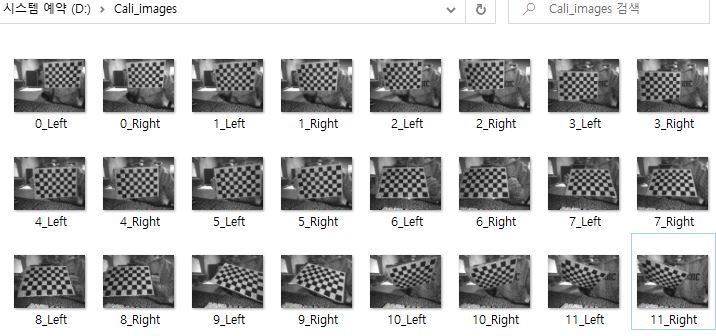 시스템 예약 (D:) > Cali_images
Cali_images 검색
0_Left 0_Right 1_Left 1_Right 2_Left 2_Right 3_Left 3_Right
4_Left 4_Right 5_Left 5_Right 6_Left 6_Right 7_Left 7_Right
8_Left 8_Right 9_Left 9_Right 10_Left 10_Right 11_Left 11_Right